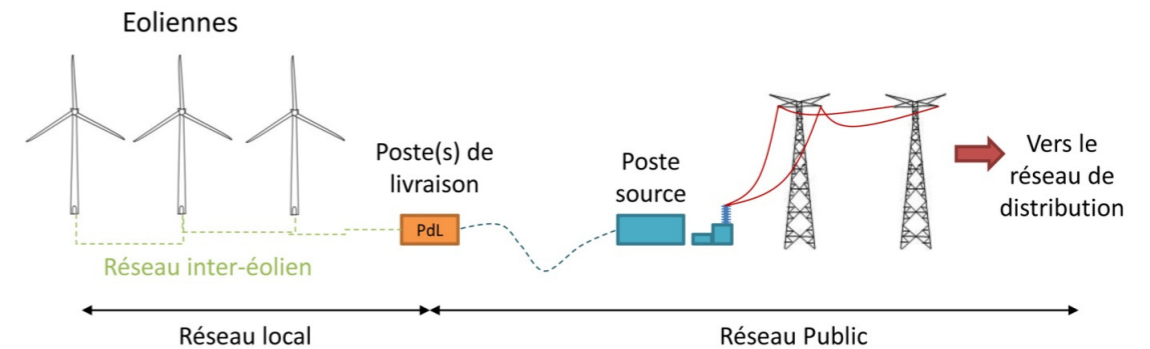 Eoliennes
Poste(s) de
livraison
PdL
Poste
source
Vers le
réseau de
distribution
Réseau inter-éolien
Réseau local
Réseau Public